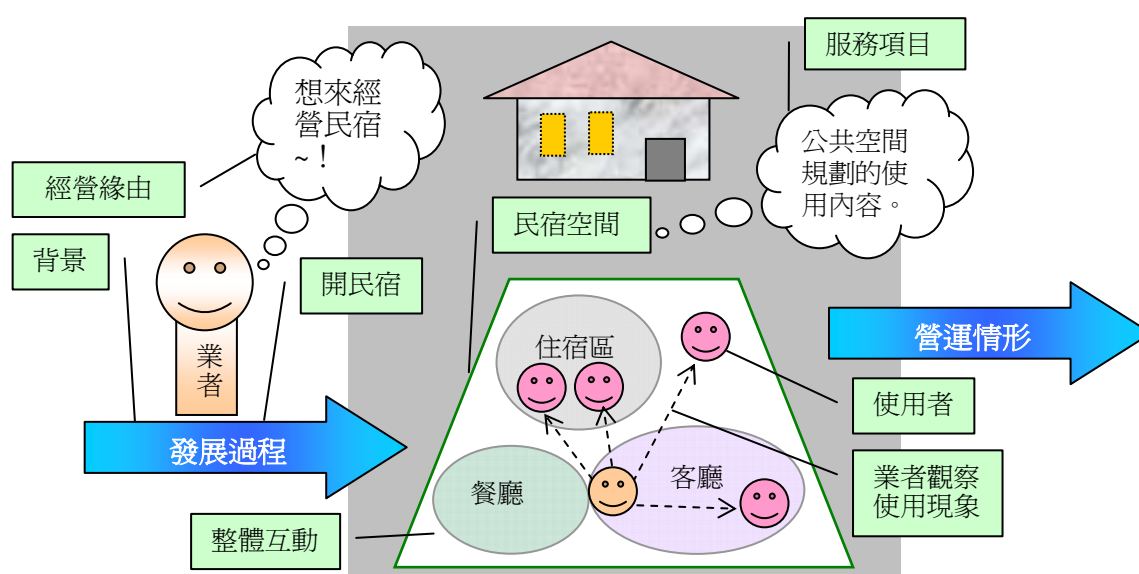 服務項目
想來經
營民宿
~！
公共空間
規劃的使
用內容。
經營緣由
民宿空間
背景
開民宿
業
者
住宿區
營運情形
使用者
發展過程
餐廳
客廳
業者觀察
使用現象
整體互動